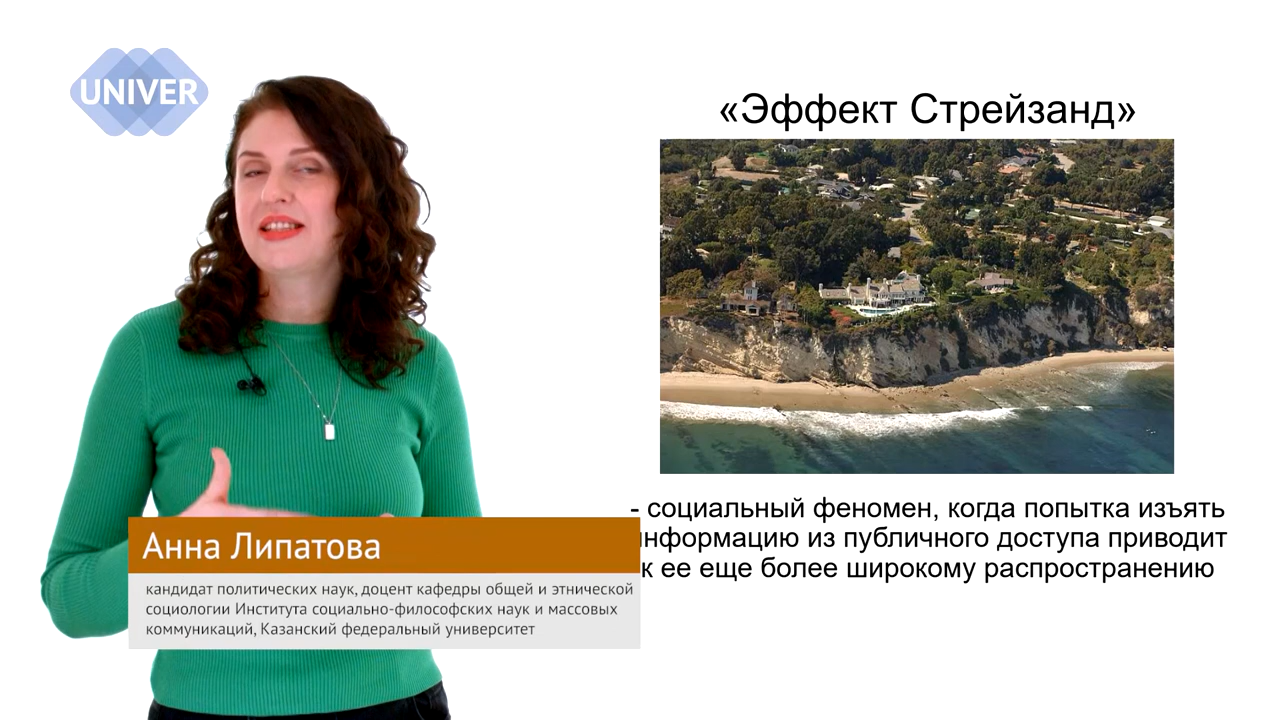 UNIVER
«Эффект Стрейзанд»
- социальный феномен, когда попытка изъять
нформацию из публичного доступа приводит
к ее еще более широкому распространению
Анна Липатова
кандидат политических наук, доцент кафедры общей и этнической
социологии Института социально-философских наук и массовых
коммуникаций, Казанский федеральный университет